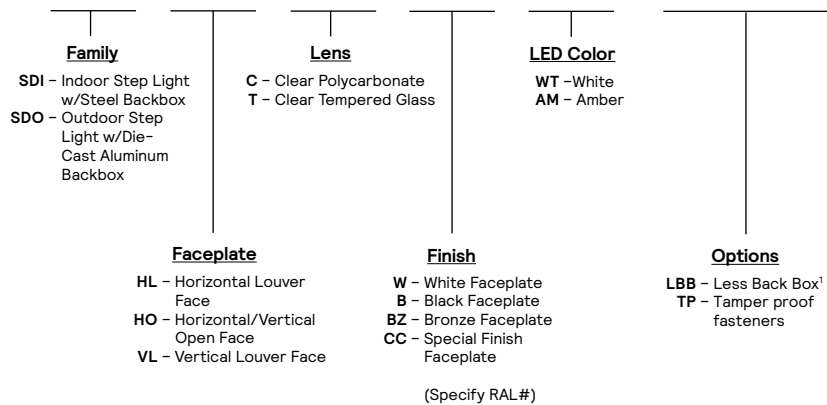 Family
SDI – Indoor Step Light
w/Steel Backbox
SDO – Outdoor Step
Light w/Die-
Cast Aluminum
Backbox
Lens
C – Clear Polycarbonate
T – Clear Tempered Glass
LED Color
WT –White
AM – Amber
Faceplate
HL – Horizontal Louver
Face
HO – Horizontal/Vertical
Open Face
VL – Vertical Louver Face
Finish
W – White Faceplate
B – Black Faceplate
BZ – Bronze Faceplate
CC – Special Finish
Faceplate
(Specify RAL#)
Options
LBB – Less Back Box¹
TP – Tamper proof
fasteners